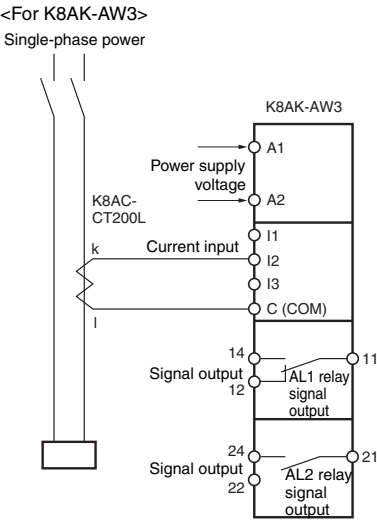 <For K8AK-AW3>
Single-phase power
K8AK-AW3
A1
Power supply
voltage
A2
K8AC-
CT200L
I1
k
Current input
I2
I3
l
C (COM)
14
11
Signal output
12
AL1 relay
signal
output
24
21
Signal output
22
AL2 relay
signal
output